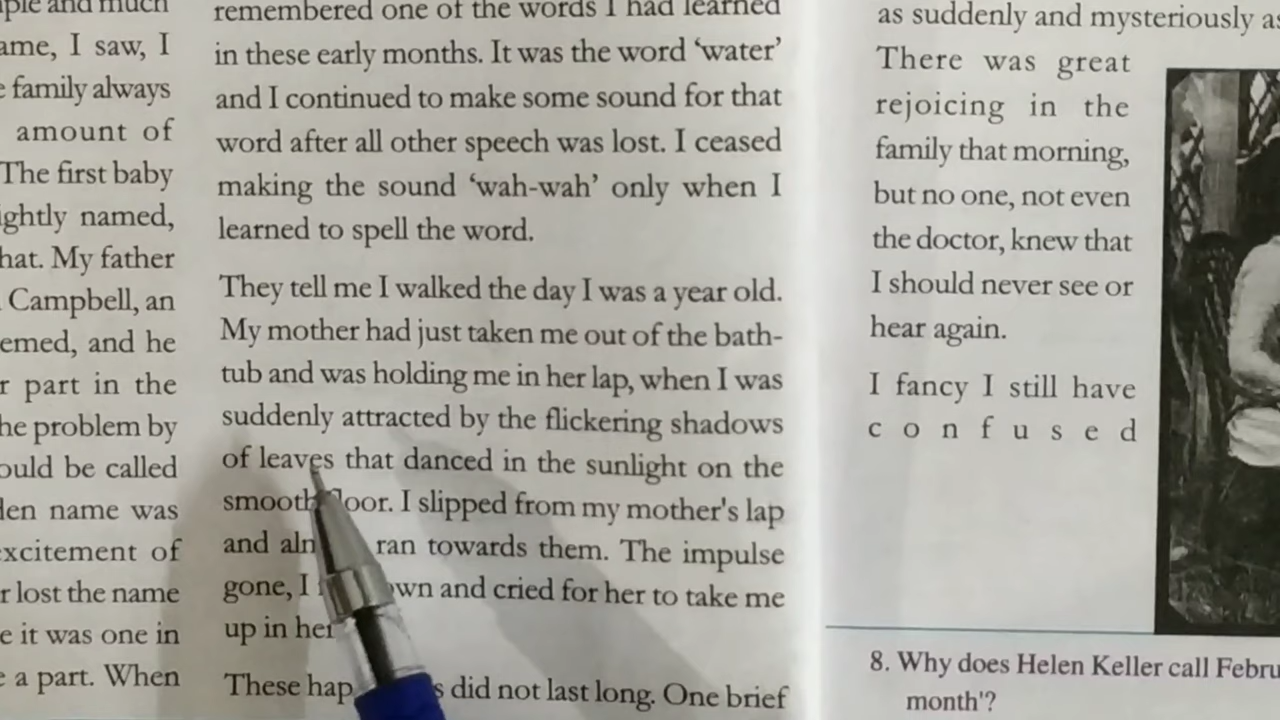 ple and much
ame, I saw, I
e family always
amount of
The first baby
ightly named,
hat. My father
Campbell, an
emed, and he
r part in the
he problem by
ould be called
den name was
excitement of
r lost the name
e it was one in
e a part. When
remembered one of the words I had learned
in these early months. It was the word ‘water’
and I continued to make some sound for that
word after all other speech was lost. I ceased
making the sound ‘wah-wah’ only when I
learned to spell the word.
They tell me I walked the day I was a year old.
My mother had just taken me out of the bath-
tub and was holding me in her lap, when I was
suddenly attracted by the flickering shadows
of leaves that danced in the sunlight on the
smooth loor. I slipped from my mother's lap
and aln ran towards them. The impulse
gone, I own and cried for her to take me
up in her
These hap s did not last long. One brief
as suddenly and mysteriously as
There was great
rejoicing in the
family that morning,
but no one, not even
the doctor, knew that
I should never see or
hear again.
I fancy I still have
c o n f u s e d
8. Why does Helen Keller call Febru
month'?